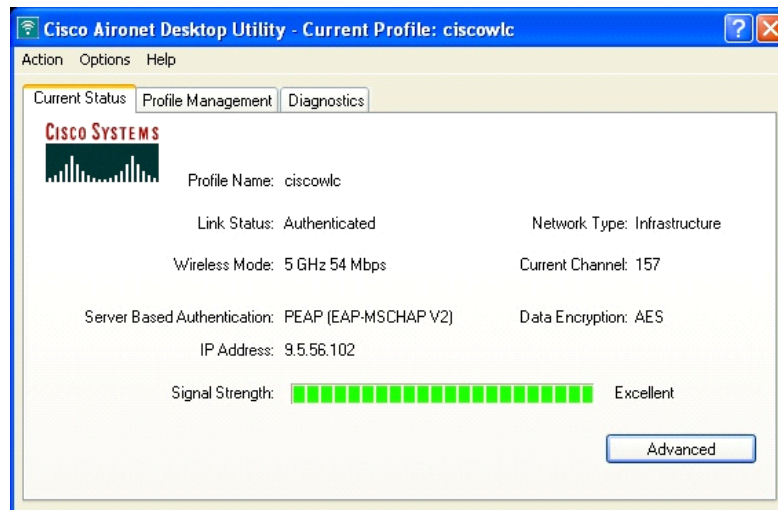 Cisco Aironet Desktop Utility - Current Profile: ciscowlc
Action Options Help
Current Status Profile Management Diagnostics
CISCO SYSTEMS
Profile Name: ciscowlc
Link Status: Authenticated Network Type: Infrastructure
Wireless Mode: 5 GHz 54 Mbps Current Channel: 157
Server Based Authentication: PEAP (EAP-MSCHAP V2) Data Encryption: AES
IP Address: 9.5.56.102
Signal Strength: Excellent
Advanced